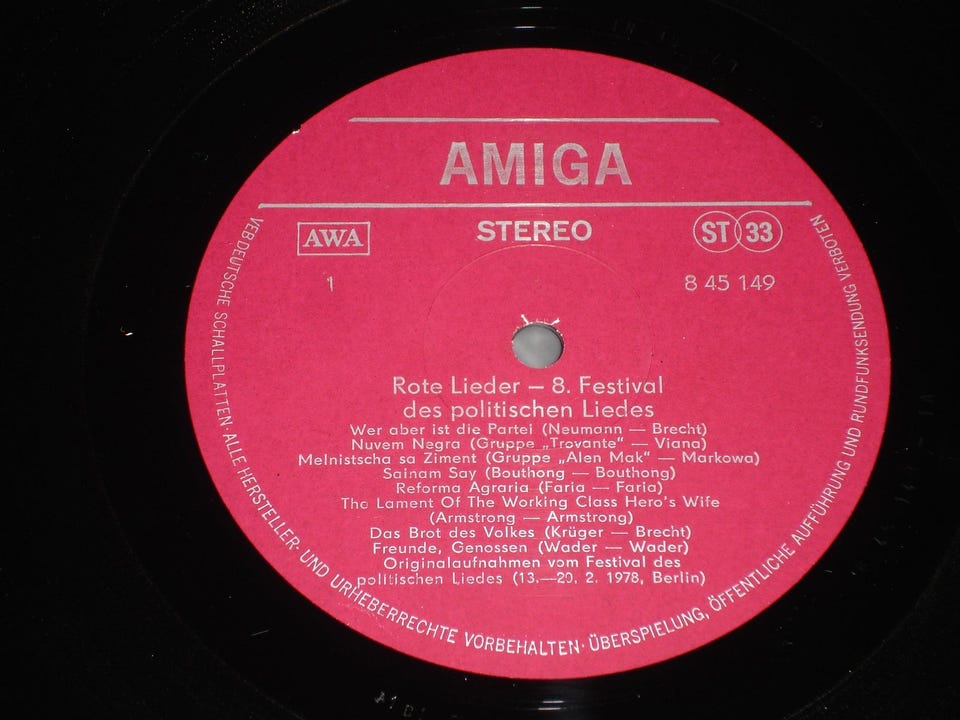 AMIGA
AWA
STEREO
ST 33
1
8 45 149
Rote Lieder – 8. Festival
des politischen Liedes
Wer aber ist die Partei (Neumann — Brecht)
Nuvem Negra (Gruppe „Trovante“ — Viana)
Melnistscha sa Ziment (Gruppe „Alen Mak“ — Markowa)
Sainam Say (Bouthong — Bouthong)
Reforma Agraria (Faria — Faria)
The Lament Of The Working Class Hero's Wife
(Armstrong — Armstrong)
Das Brot des Volkes (Krüger — Brecht)
Freunde, Genossen (Wader — Wader)
Originalaufnahmen vom Festival des
politischen Liedes (13.—20. 2. 1978, Berlin)
VEB DEUTSCHE SCHALLPLATTEN · ALLE HERSTELLER- UND URHEBERRECHTE VORBEHALTEN · ÜBERSPIELUNG, ÖFFENTLICHE AUFFÜHRUNG UND RUNDFUNKSENDUNG VERBOTEN